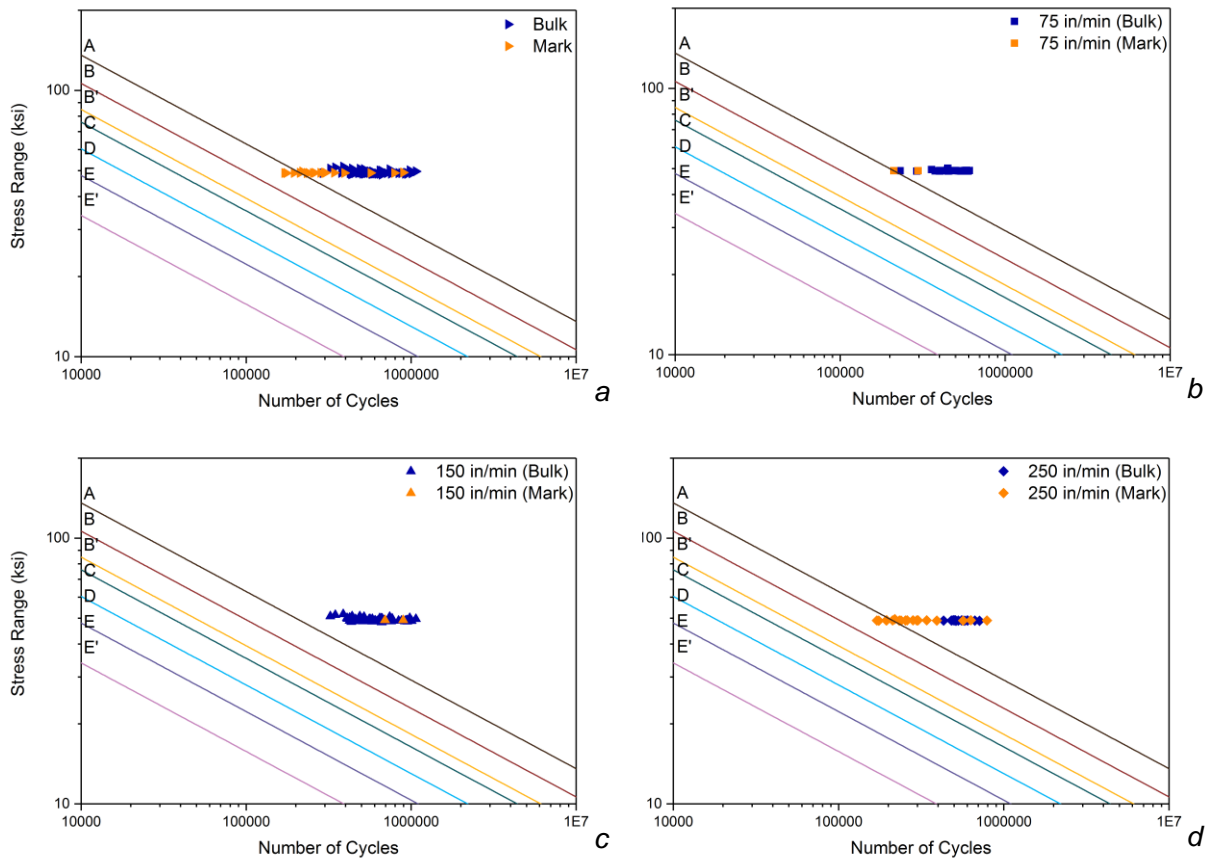 Bulk
Mark
A
B
B'
C
D
E
E'
100
10
10000
100000
1000000
1E7
Stress Range (ksi)
Number of Cycles
a
75 in/min (Bulk)
75 in/min (Mark)
A
B
B'
C
D
E
E'
100
10
10000
100000
1000000
1E7
Number of Cycles
b
150 in/min (Bulk)
150 in/min (Mark)
A
B
B'
C
D
E
E'
100
10
10000
100000
1000000
1E7
Stress Range (ksi)
Number of Cycles
c
250 in/min (Bulk)
250 in/min (Mark)
A
B
B'
C
D
E
E'
100
10
10000
100000
1000000
1E7
Number of Cycles
d